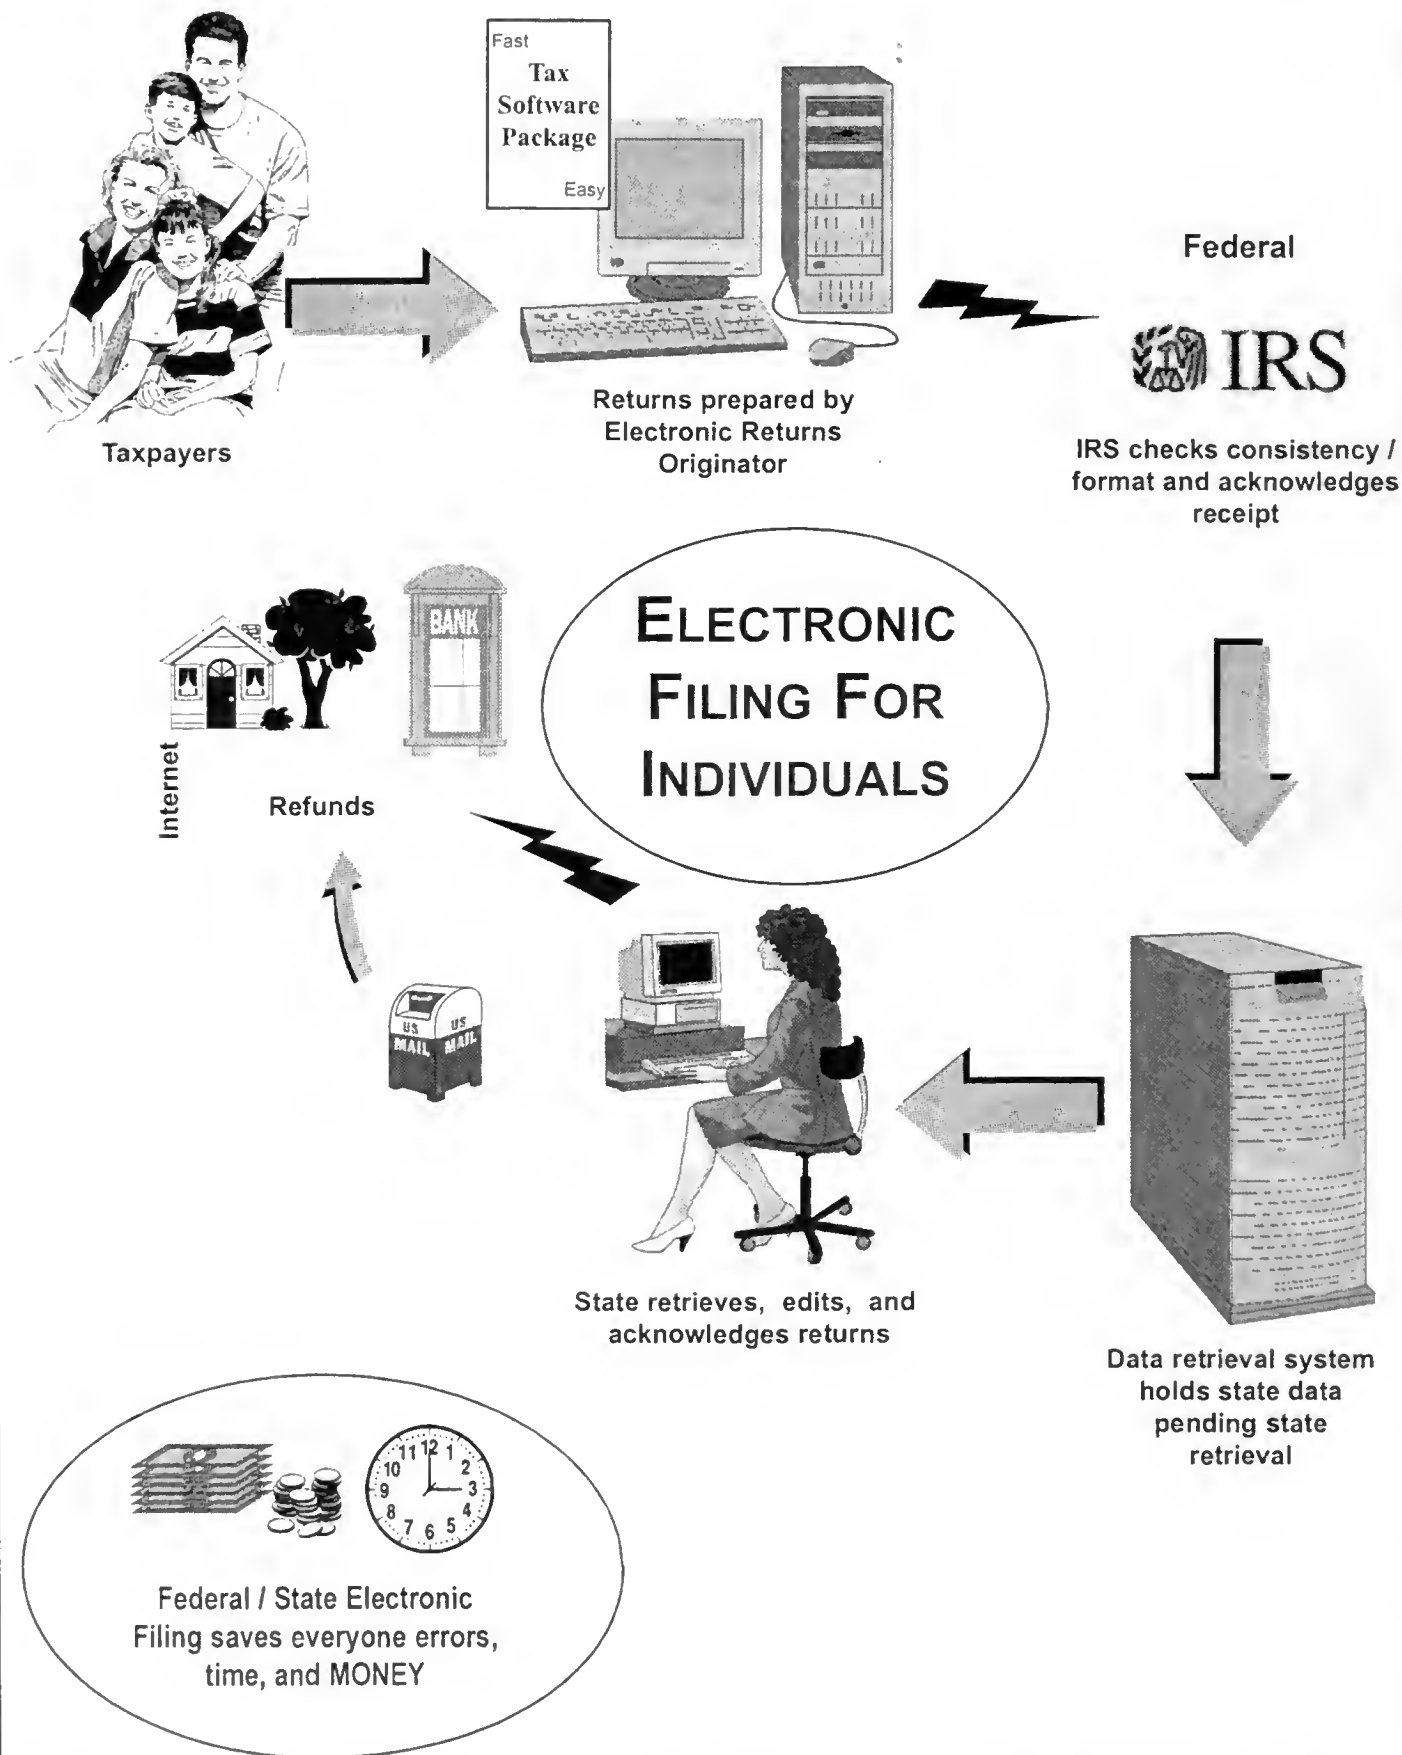 Fast
Tax
Software
Package
Easy
Taxpayers
Returns prepared by
Electronic Returns
Originator
Federal
IRS
IRS checks consistency /
format and acknowledges
receipt
BANK
Internet
Refunds
ELECTRONIC
FILING FOR
INDIVIDUALS
US
MAIL
US
MAIL
State retrieves, edits, and
acknowledges returns
Data retrieval system
holds state data
pending state
retrieval
12
1
2
3
4
5
6
7
8
9
10
11
Federal / State Electronic
Filing saves everyone errors,
time, and MONEY